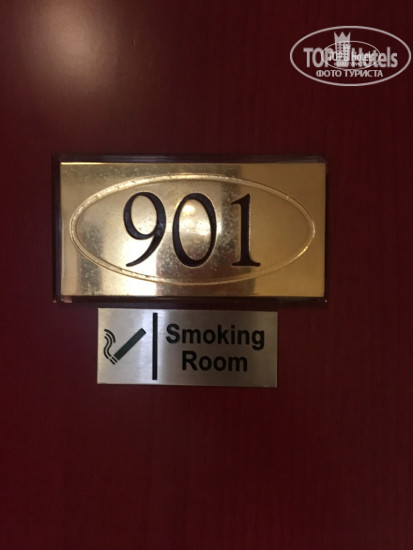 TOP Hotels
ФОТО ТУРИСТА
901
Smoking
Room